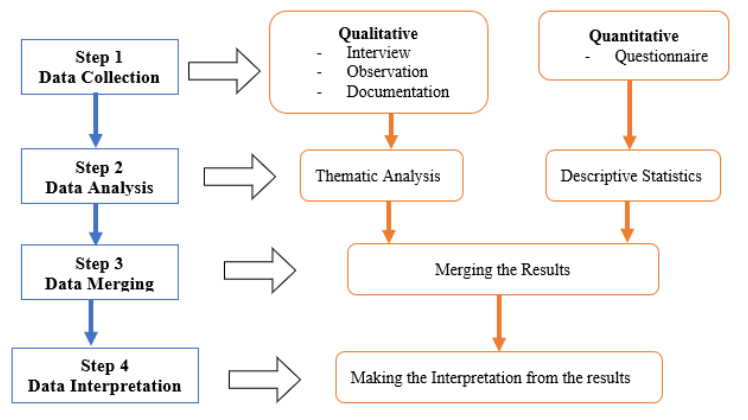 Step 1
Data Collection
Qualitative
- Interview
- Observation
- Documentation
Quantitative
- Questionnaire
Step 2
Data Analysis
Thematic Analysis
Descriptive Statistics
Step 3
Data Merging
Merging the Results
Step 4
Data Interpretation
Making the Interpretation from the results